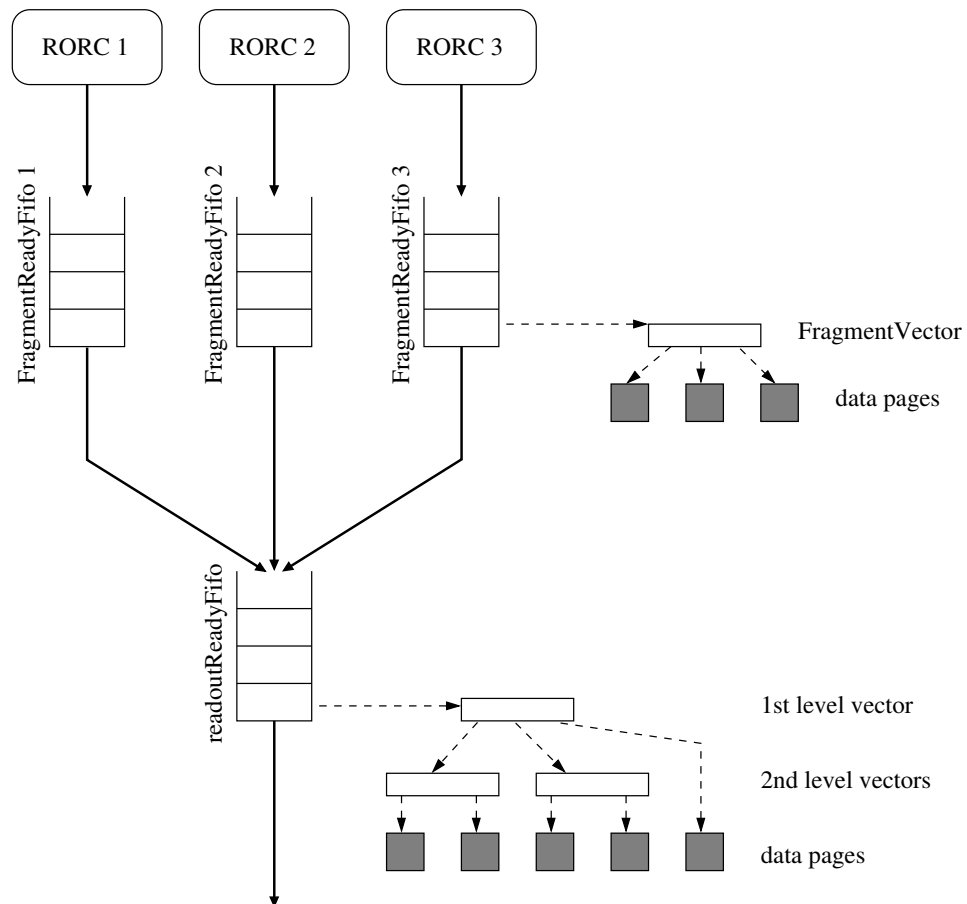 RORC 1
RORC 2
RORC 3
FragmentReadyFifo 1
FragmentReadyFifo 2
FragmentReadyFifo 3
FragmentVector
data pages
readoutReadyFifo
1st level vector
2nd level vectors
data pages